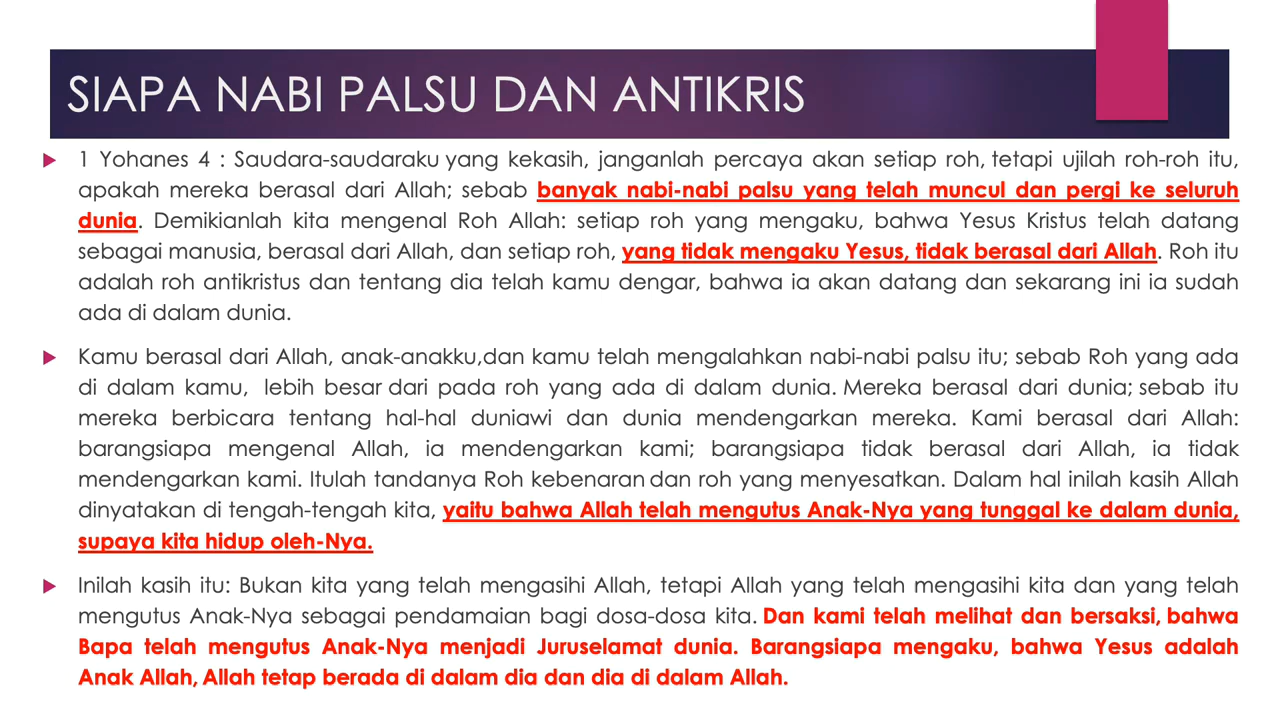 SIAPA NABI PALSU DAN ANTIKRIS
1 Yohanes 4 : Saudara-saudaraku yang kekasih, janganlah percaya akan setiap roh, tetapi ujilah roh-roh itu,
apakah mereka berasal dari Allah; sebab banyak nabi-nabi palsu yang telah muncul dan pergi ke seluruh
dunia. Demikianlah kita mengenal Roh Allah: setiap roh yang mengaku, bahwa Yesus Kristus telah datang
sebagai manusia, berasal dari Allah, dan setiap roh, yang tidak mengaku Yesus, tidak berasal dari Allah. Roh itu
adalah roh antikristus dan tentang dia telah kamu dengar, bahwa ia akan datang dan sekarang ini ia sudah
ada di dalam dunia.
Kamu berasal dari Allah, anak-anakku,dan kamu telah mengalahkan nabi-nabi palsu itu; sebab Roh yang ada
di dalam kamu, lebih besar dari pada roh yang ada di dalam dunia. Mereka berasal dari dunia; sebab itu
mereka berbicara tentang hal-hal duniawi dan dunia mendengarkan mereka. Kami berasal dari Allah:
barangsiapa mengenal Allah, ia mendengarkan kami; barangsiapa tidak berasal dari Allah, ia tidak
mendengarkan kami. Itulah tandanya Roh kebenaran dan roh yang menyesatkan. Dalam hal inilah kasih Allah
dinyatakan di tengah-tengah kita, yaitu bahwa Allah telah mengutus Anak-Nya yang tunggal ke dalam dunia,
supaya kita hidup oleh-Nya.
Inilah kasih itu: Bukan kita yang telah mengasihi Allah, tetapi Allah yang telah mengasihi kita dan yang telah
mengutus Anak-Nya sebagai pendamaian bagi dosa-dosa kita. Dan kami telah melihat dan bersaksi, bahwa
Bapa telah mengutus Anak-Nya menjadi Juruselamat dunia. Barangsiapa mengaku, bahwa Yesus adalah
Anak Allah, Allah tetap berada di dalam dia dan dia di dalam Allah.